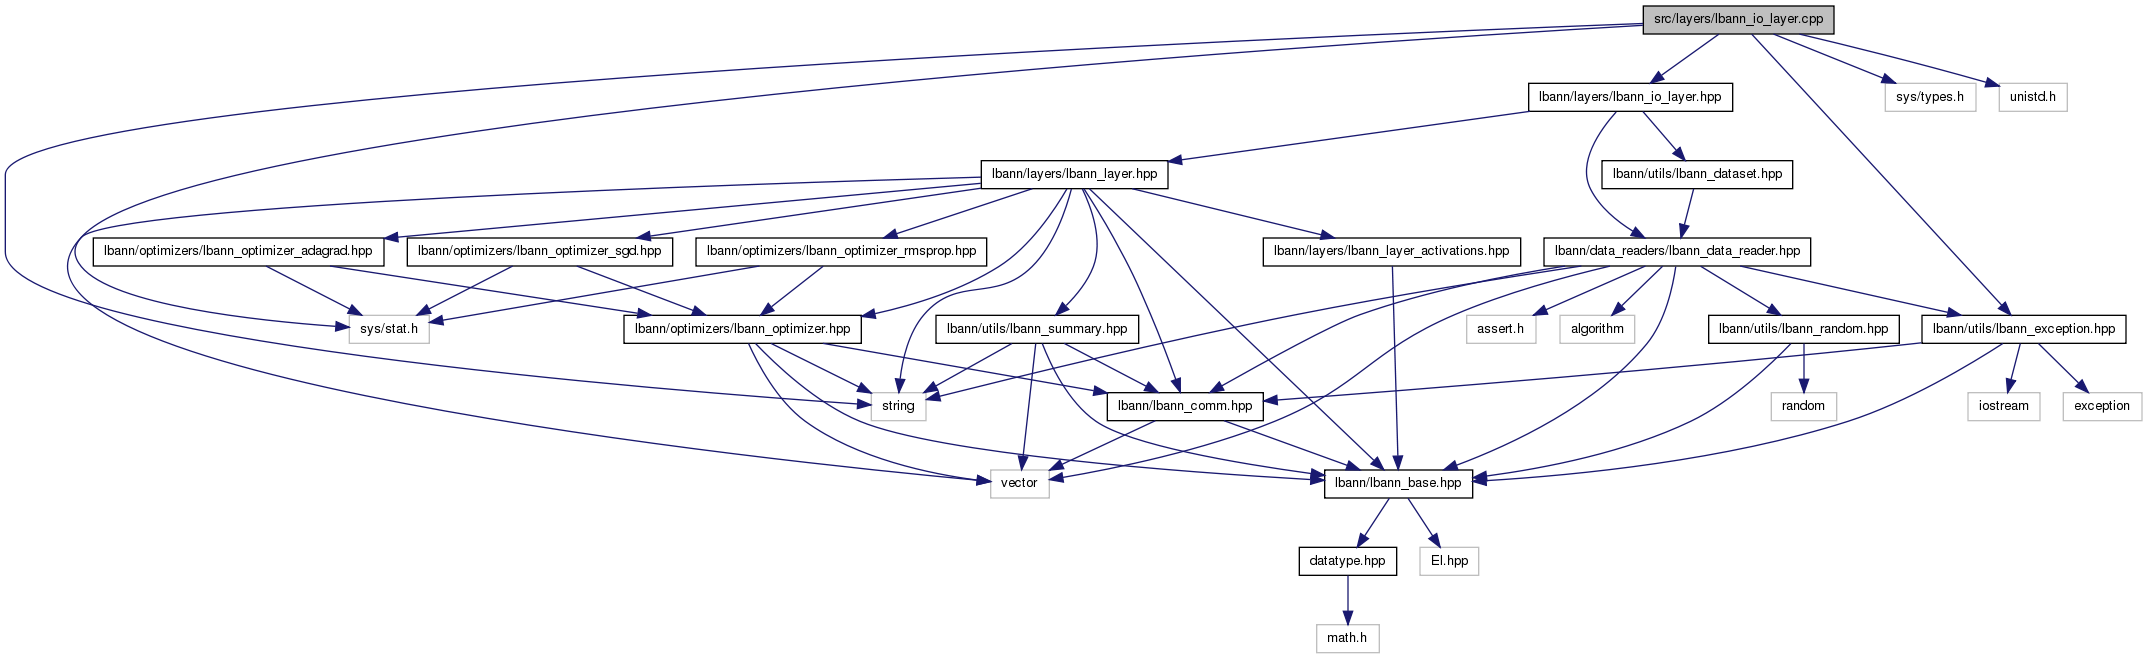 src/layers/lbann_io_layer.cpp
lbann/layers/lbann_io_layer.hpp
sys/types.h
unistd.h
lbann/layers/lbann_layer.hpp
lbann/utils/lbann_dataset.hpp
lbann/optimizers/lbann_optimizer_adagrad.hpp
lbann/optimizers/lbann_optimizer_sgd.hpp
lbann/optimizers/lbann_optimizer_rmsprop.hpp
lbann/layers/lbann_layer_activations.hpp
lbann/data_readers/lbann_data_reader.hpp
sys/stat.h
lbann/optimizers/lbann_optimizer.hpp
lbann/utils/lbann_summary.hpp
assert.h
algorithm
lbann/utils/lbann_random.hpp
lbann/utils/lbann_exception.hpp
string
lbann/lbann_comm.hpp
random
iostream
exception
vector
lbann/lbann_base.hpp
datatype.hpp
El.hpp
math.h